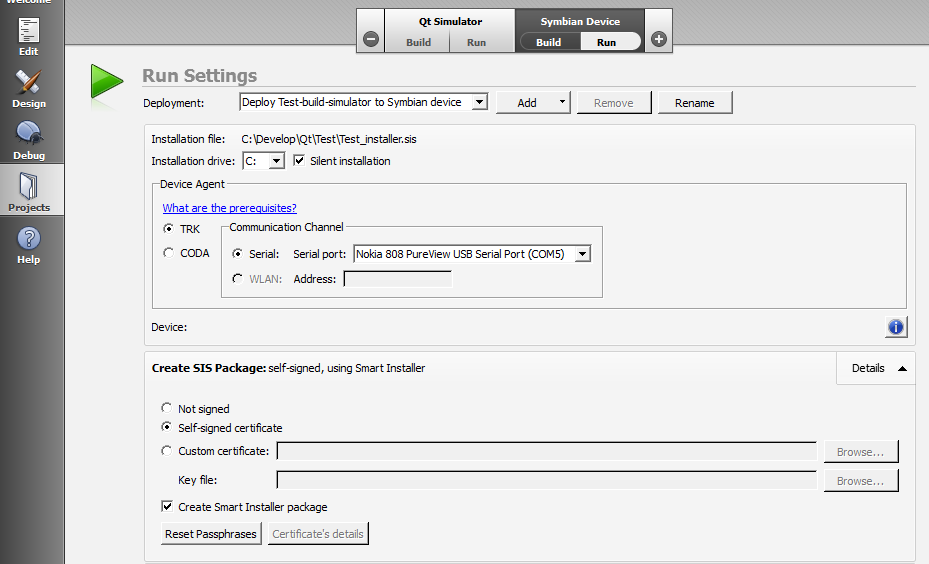 Welcome
Qt Simulator Symbian Device
Build Run Build Run
Edit
Design
Debug
Projects
Help
Run Settings
Deployment: Deploy Test-build-simulator to Symbian device Add Remove Rename
Installation file: C:\Develop\Qt\Test\Test_installer.sis
Installation drive: C: Silent installation
Device Agent
What are the prerequisites?
TRK Communication Channel
Serial: Serial port: Nokia 808 PureView USB Serial Port (COM5)
CODA
WLAN: Address:
Device:
Create SIS Package: self-signed, using Smart Installer Details
Not signed
Self-signed certificate
Custom certificate: Browse...
Key file: Browse...
Create Smart Installer package
Reset Passphrases Certificate's details